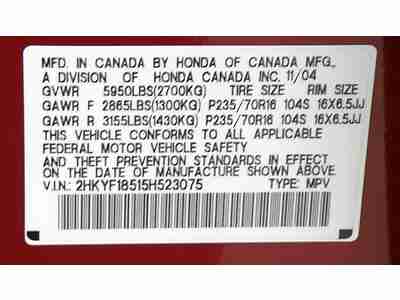 MFD. IN CANADA BY HONDA OF CANADA MFG.,
A DIVISION OF HONDA CANADA INC. 11/04
GVWR 5950LBS(2700KG) TIRE SIZE RIM SIZE
GAWR F 2865LBS(1300KG) P235/70R16 104S 16X6.5JJ
GAWR R 3155LBS(1430KG) P235/70R16 104S 16X6.5JJ
THIS VEHICLE CONFORMS TO ALL APPLICABLE
FEDERAL MOTOR VEHICLE SAFETY
STANDARDS IN EFFECT ON THE DATE OF
MANUFACTURE SHOWN ABOVE.
V.I.N.: 2HKYF18515H523075 TYPE: MPV